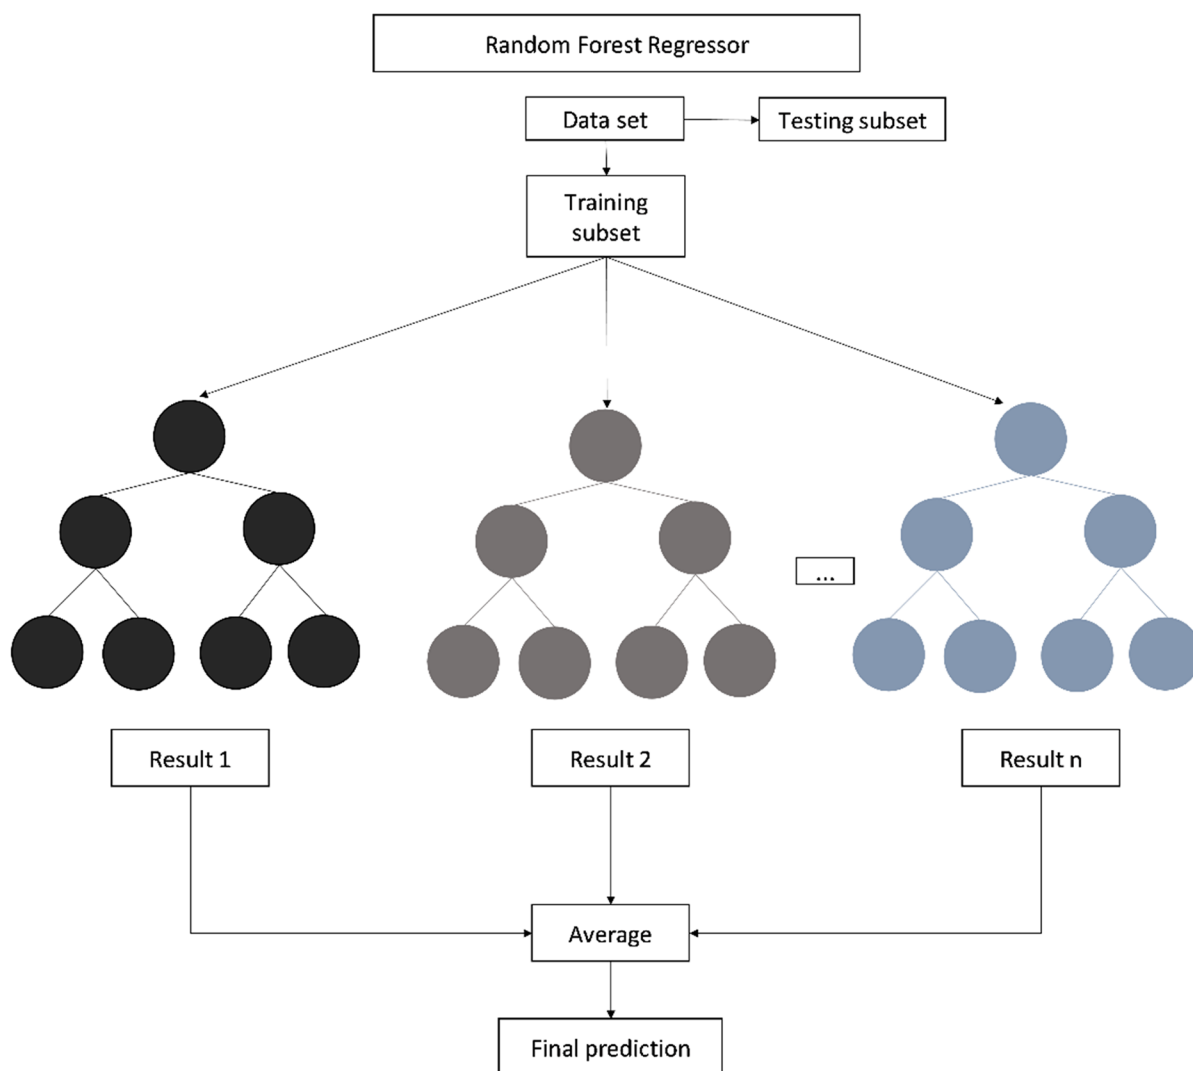 Random Forest Regressor
Data set
Testing subset
Training
subset
...
Result 1
Result 2
Result n
Average
Final prediction